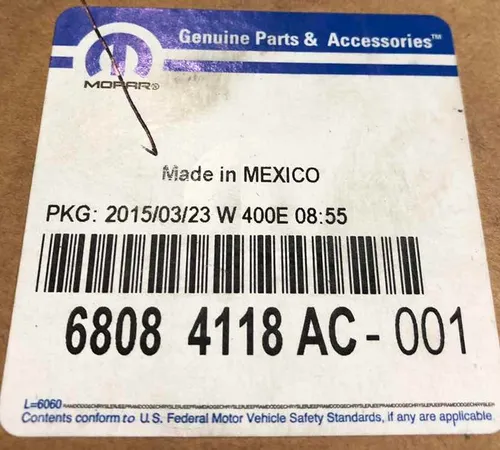 Genuine Parts & Accessories™
MOPAR®
Made in MEXICO
PKG: 2015/03/23 W 400E 08:55
6808 4118 AC - 001
L=6060
Contents conform to U.S. Federal Motor Vehicle Safety Standards, if any are applicable